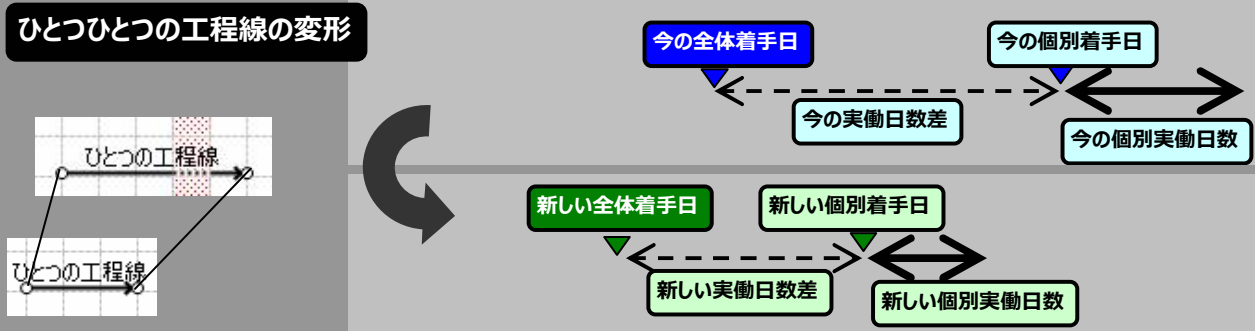 ひとつひとつの工程線の変形
今の全体着手日
今の個別着手日
今の実働日数差
今の個別実働日数
ひとつの工程線
新しい全体着手日
新しい個別着手日
ひとつの工程線
新しい実働日数差
新しい個別実働日数